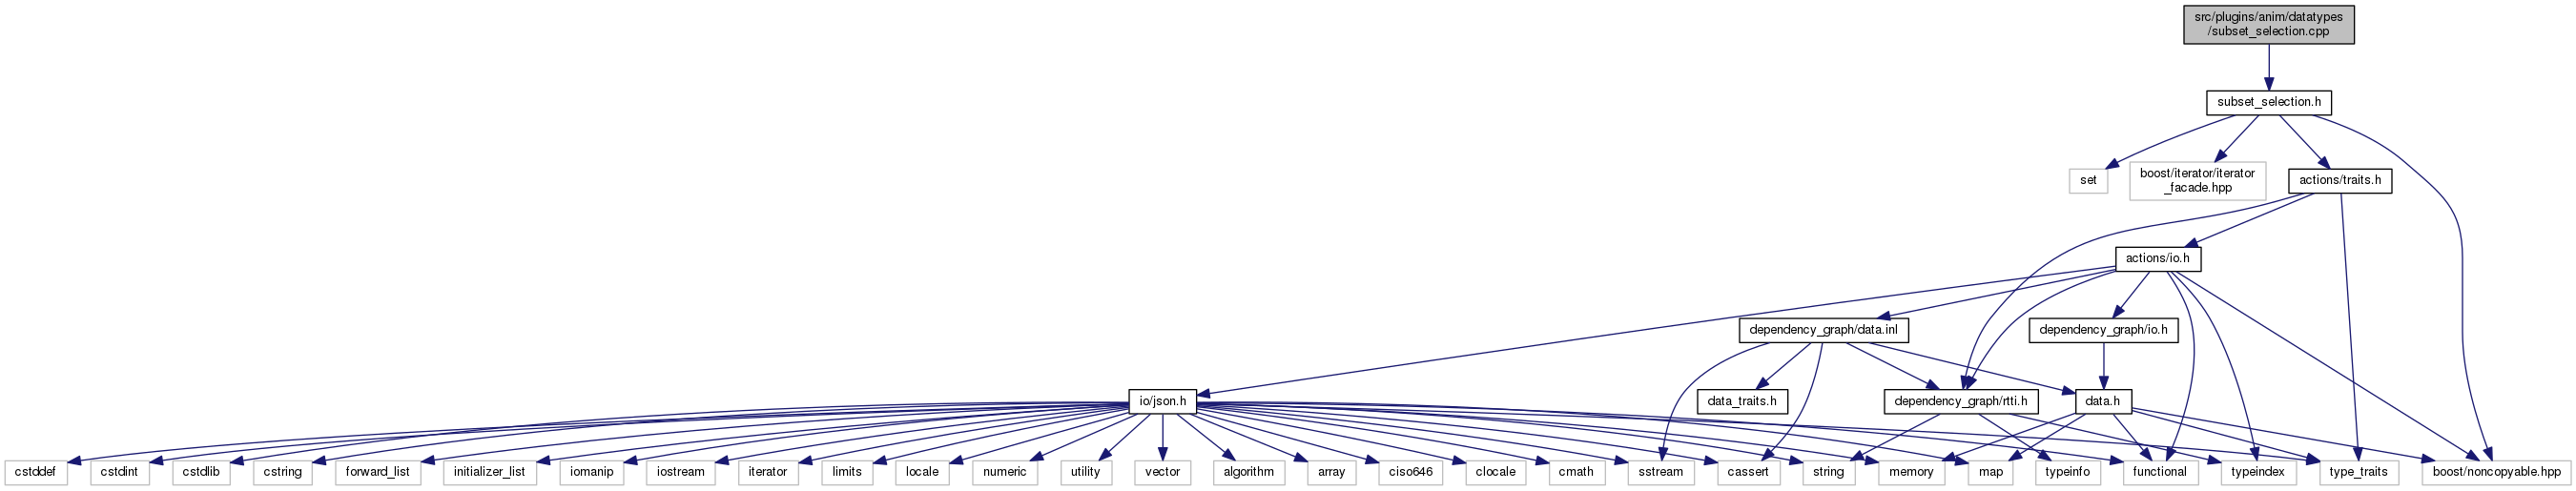 src/plugins/anim/datatypes
/subset_selection.cpp
subset_selection.h
set
boost/iterator/iterator
_facade.hpp
actions/traits.h
actions/io.h
dependency_graph/data.inl
dependency_graph/io.h
io/json.h
data_traits.h
dependency_graph/rtti.h
data.h
cstddef
cstdint
cstdlib
cstring
forward_list
initializer_list
iomanip
iostream
iterator
limits
locale
numeric
utility
vector
algorithm
array
ciso646
clocale
cmath
sstream
cassert
string
memory
map
typeinfo
functional
typeindex
type_traits
boost/noncopyable.hpp